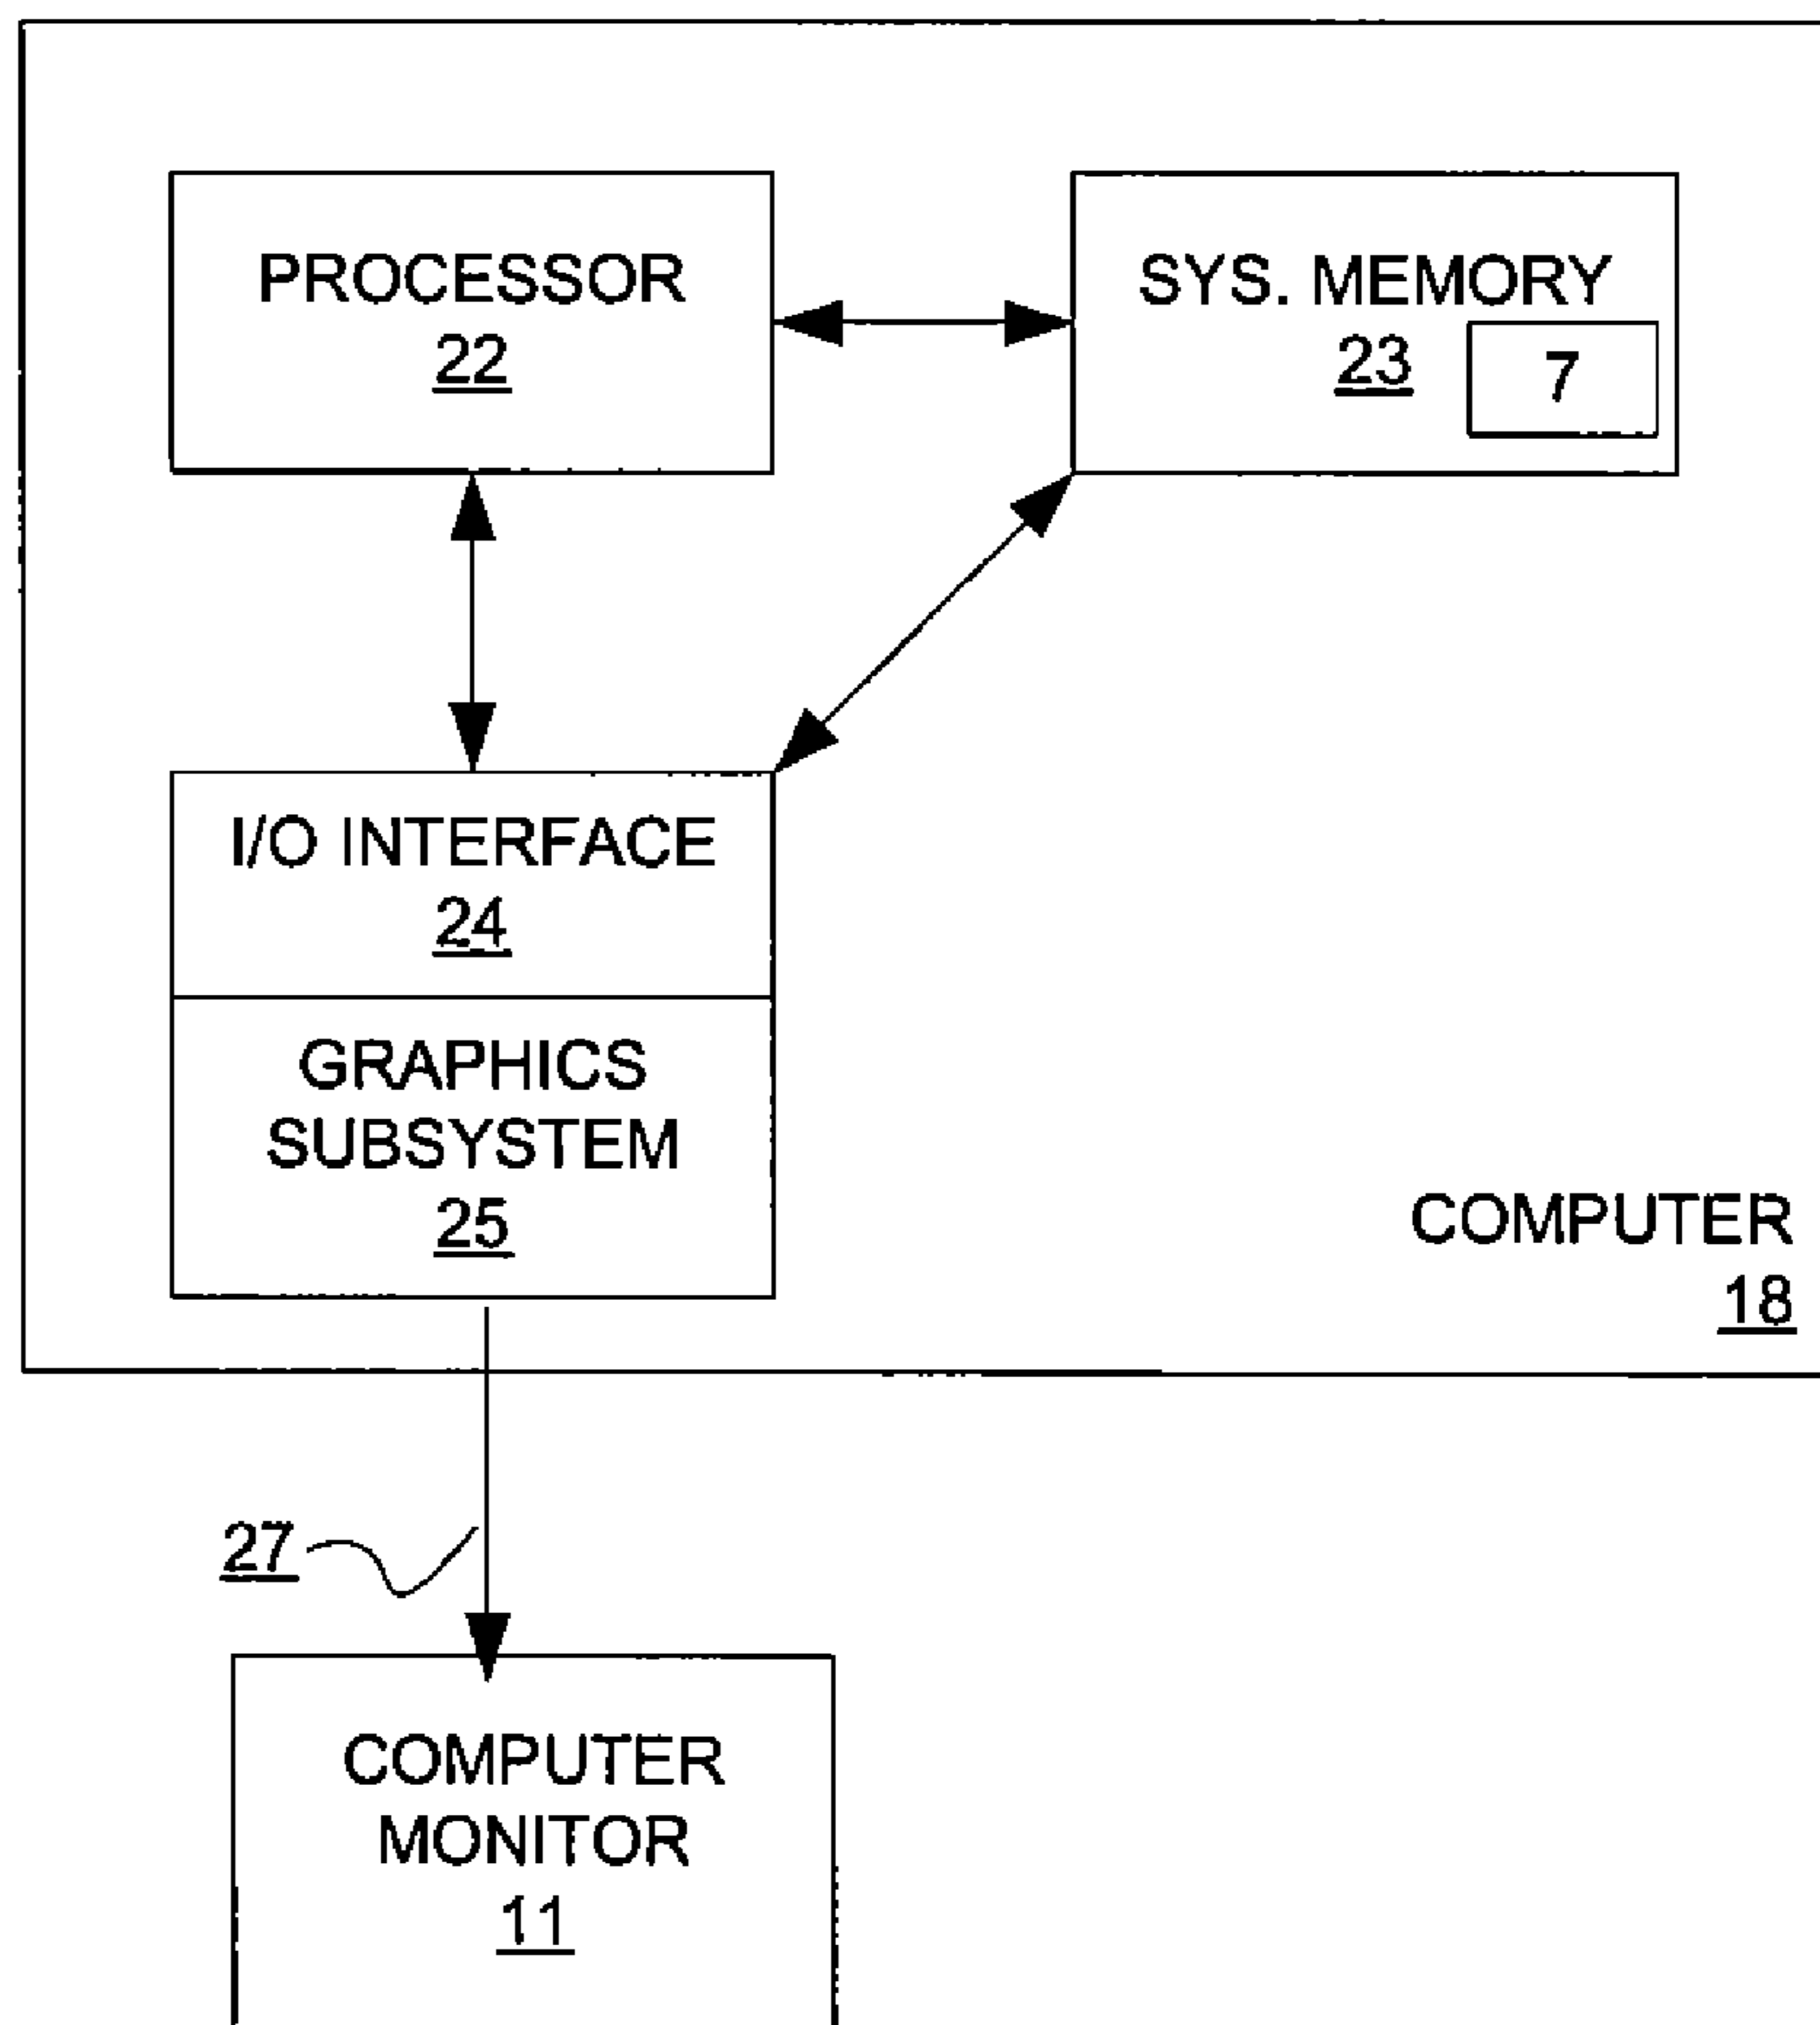 PROCESSOR
22
SYS. MEMORY
23
7
I/O INTERFACE
24
GRAPHICS
SUBSYSTEM
25
COMPUTER
18
27
COMPUTER
MONITOR
11